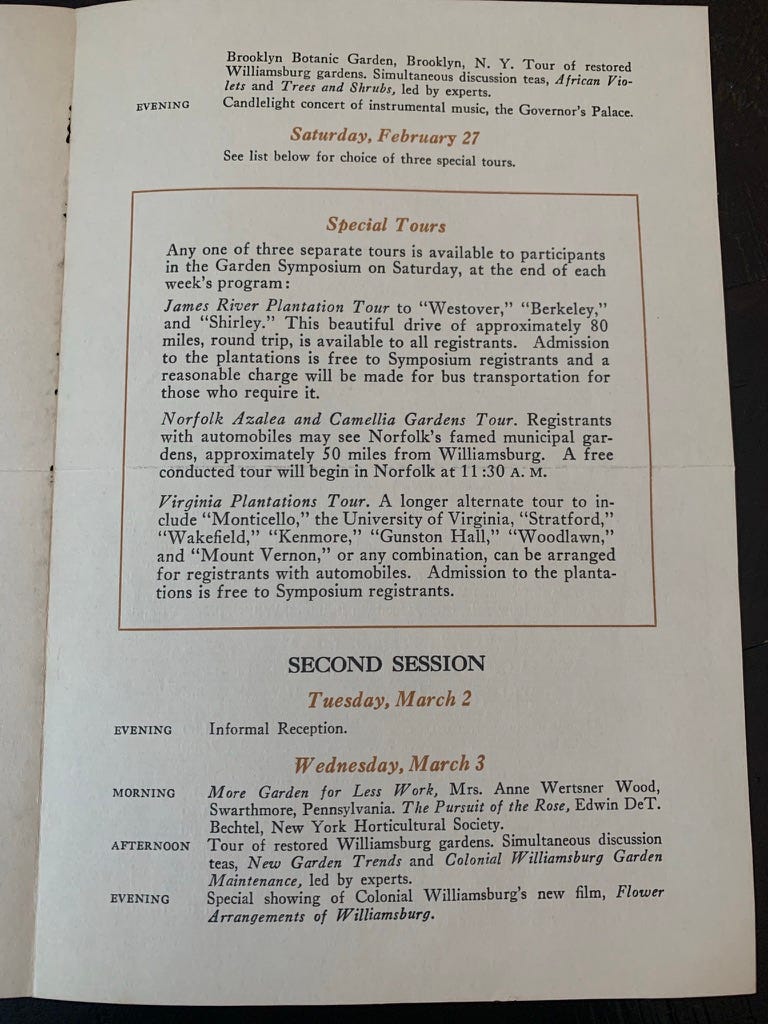 Brooklyn Botanic Garden, Brooklyn, N. Y. Tour of restored
Williamsburg gardens. Simultaneous discussion teas, African Vio-
lets and Trees and Shrubs, led by experts.
EVENING Candlelight concert of instrumental music, the Governor's Palace.
Saturday, February 27
See list below for choice of three special tours.
Special Tours
Any one of three separate tours is available to participants
in the Garden Symposium on Saturday, at the end of each
week's program:
James River Plantation Tour to "Westover," "Berkeley,"
and "Shirley." This beautiful drive of approximately 80
miles, round trip, is available to all registrants. Admission
to the plantations is free to Symposium registrants and a
reasonable charge will be made for bus transportation for
those who require it.
Norfolk Azalea and Camellia Gardens Tour. Registrants
with automobiles may see Norfolk's famed municipal gar-
dens, approximately 50 miles from Williamsburg. A free
conducted tour will begin in Norfolk at 11:30 A. M.
Virginia Plantations Tour. A longer alternate tour to in-
clude "Monticello," the University of Virginia, "Stratford,"
"Wakefield," "Kenmore," "Gunston Hall," "Woodlawn,"
and "Mount Vernon," or any combination, can be arranged
for registrants with automobiles. Admission to the planta-
tions is free to Symposium registrants.
SECOND SESSION
Tuesday, March 2
EVENING Informal Reception.
Wednesday, March 3
MORNING More Garden for Less Work, Mrs. Anne Wertsner Wood,
Swarthmore, Pennsylvania. The Pursuit of the Rose, Edwin DeT.
Bechtel, New York Horticultural Society.
AFTERNOON Tour of restored Williamsburg gardens. Simultaneous discussion
teas, New Garden Trends and Colonial Williamsburg Garden
Maintenance, led by experts.
EVENING Special showing of Colonial Williamsburg's new film, Flower
Arrangements of Williamsburg.